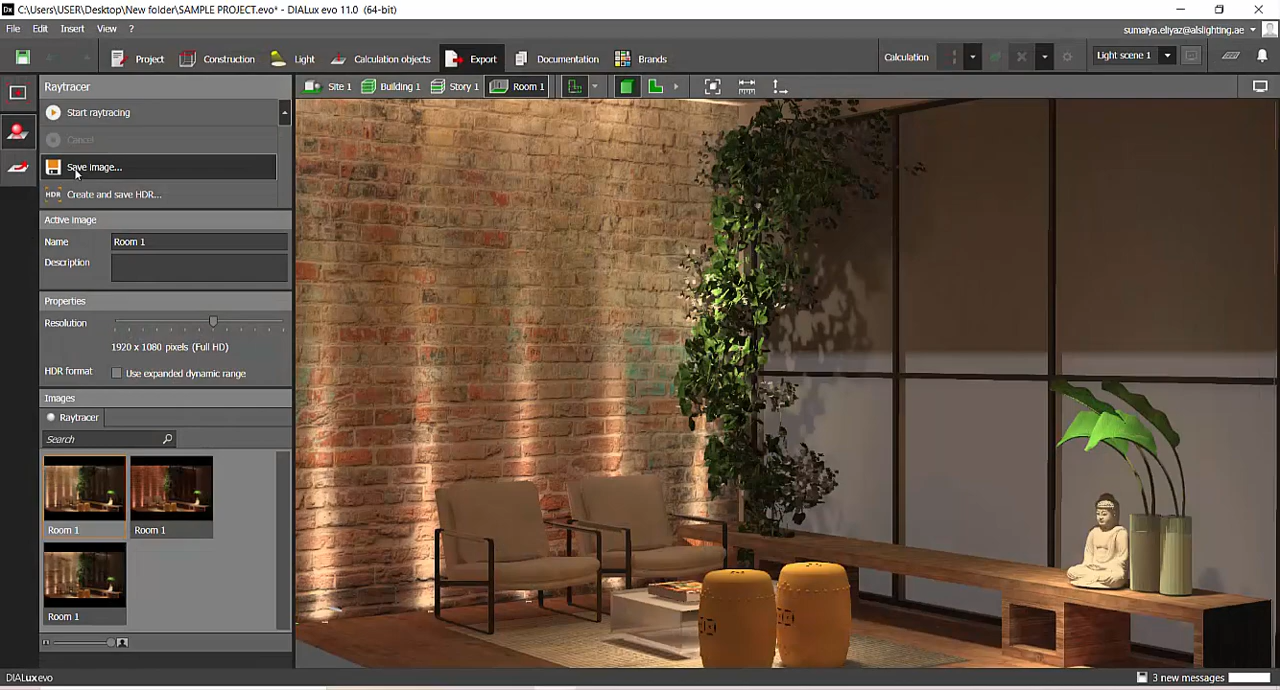 C:\Users\USER\Desktop\New folder\SAMPLE PROJECT.evo* - DIALux evo 11.0 (64-bit)
File Edit Insert View ?
sumaiya.eliyaz@alslighting.ae
Project Construction Light Calculation objects Export Documentation Brands Calculation Light scene 1
Raytracer
Site 1 Building 1 Story 1 Room 1
Start raytracing
Cancel
Save image...
HDR Create and save HDR...
Active image
Name Room 1
Description
Properties
Resolution
1920 x 1080 pixels (Full HD)
HDR format Use expanded dynamic range
Images
Raytracer
Search
Room 1 Room 1
Room 1
DIALux evo 3 new messages